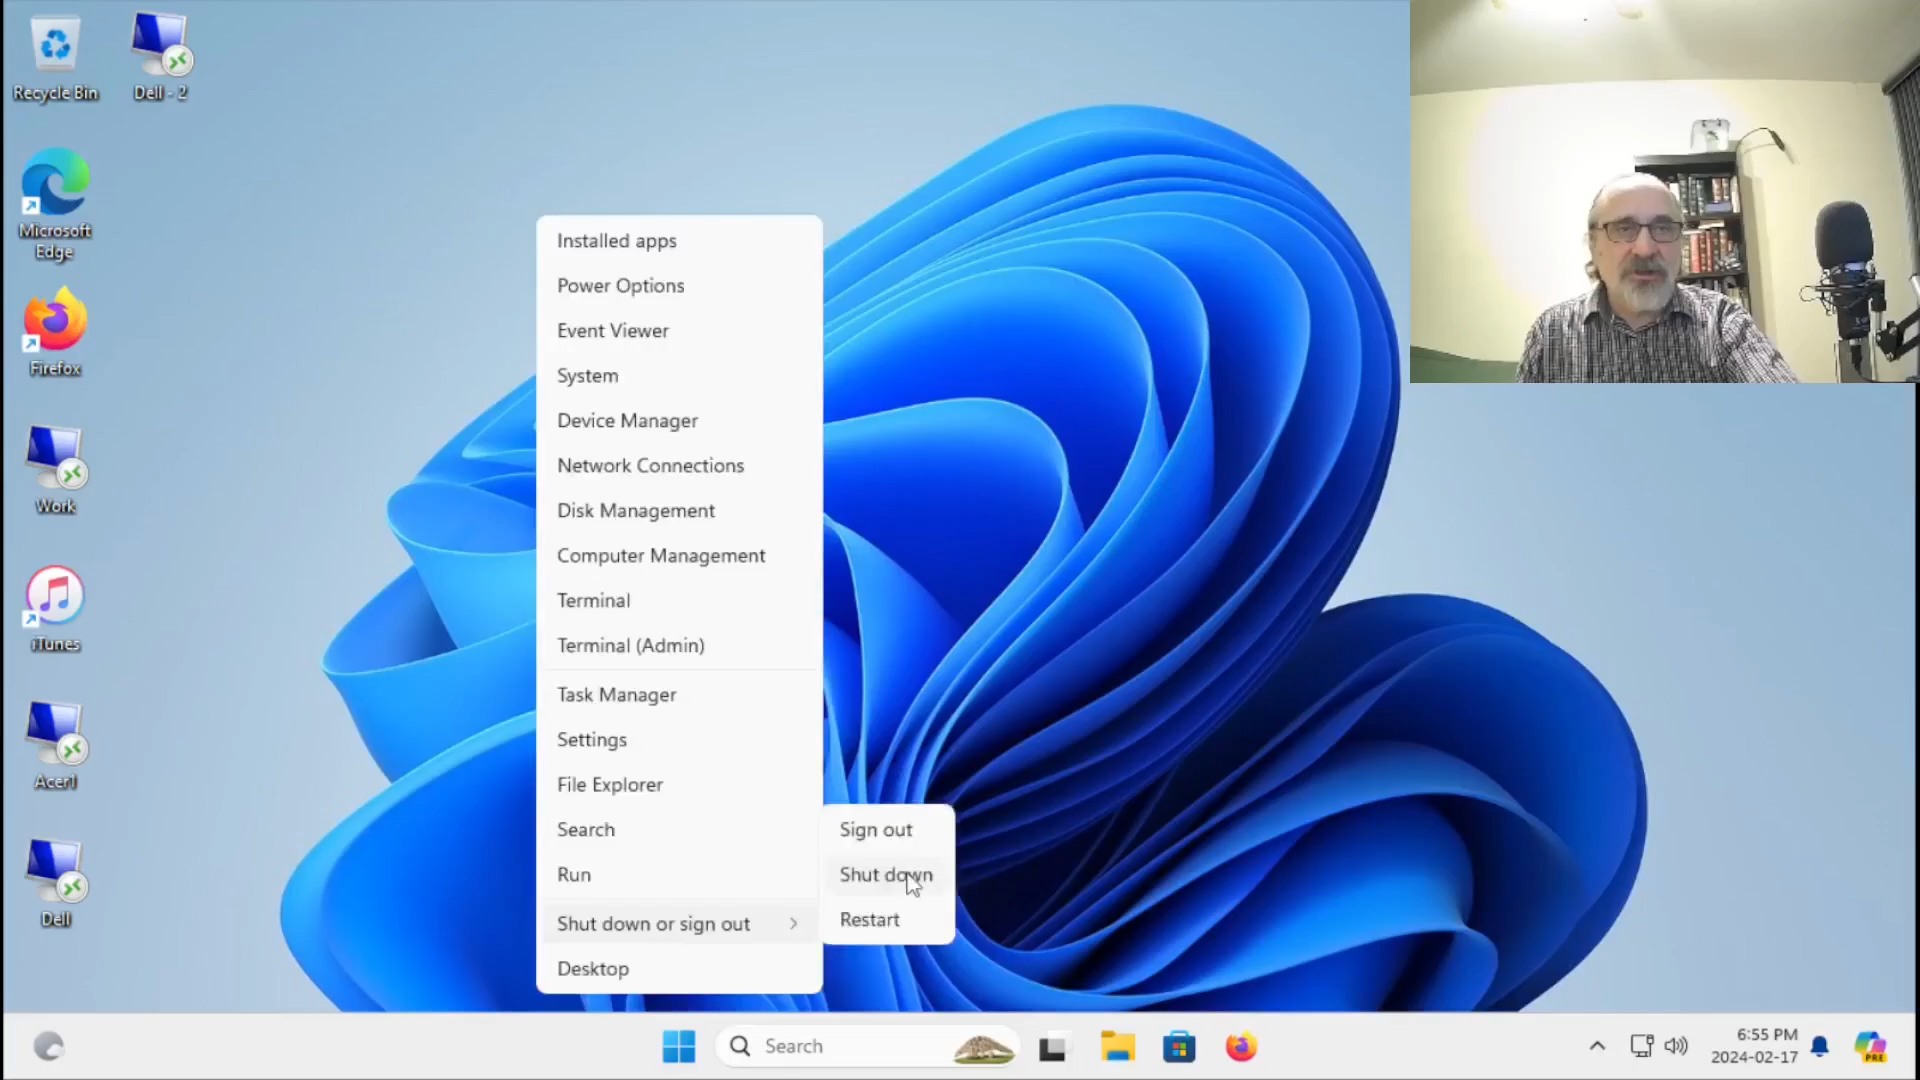 Recycle Bin
Dell - 2
Microsoft
Edge
Firefox
Work
iTunes
Acer1
Dell
Installed apps
Power Options
Event Viewer
System
Device Manager
Network Connections
Disk Management
Computer Management
Terminal
Terminal (Admin)
Task Manager
Settings
File Explorer
Search
Run
Shut down or sign out
Desktop
Sign out
Shut down
Restart
Search
6:55 PM
2024-02-17
PRE